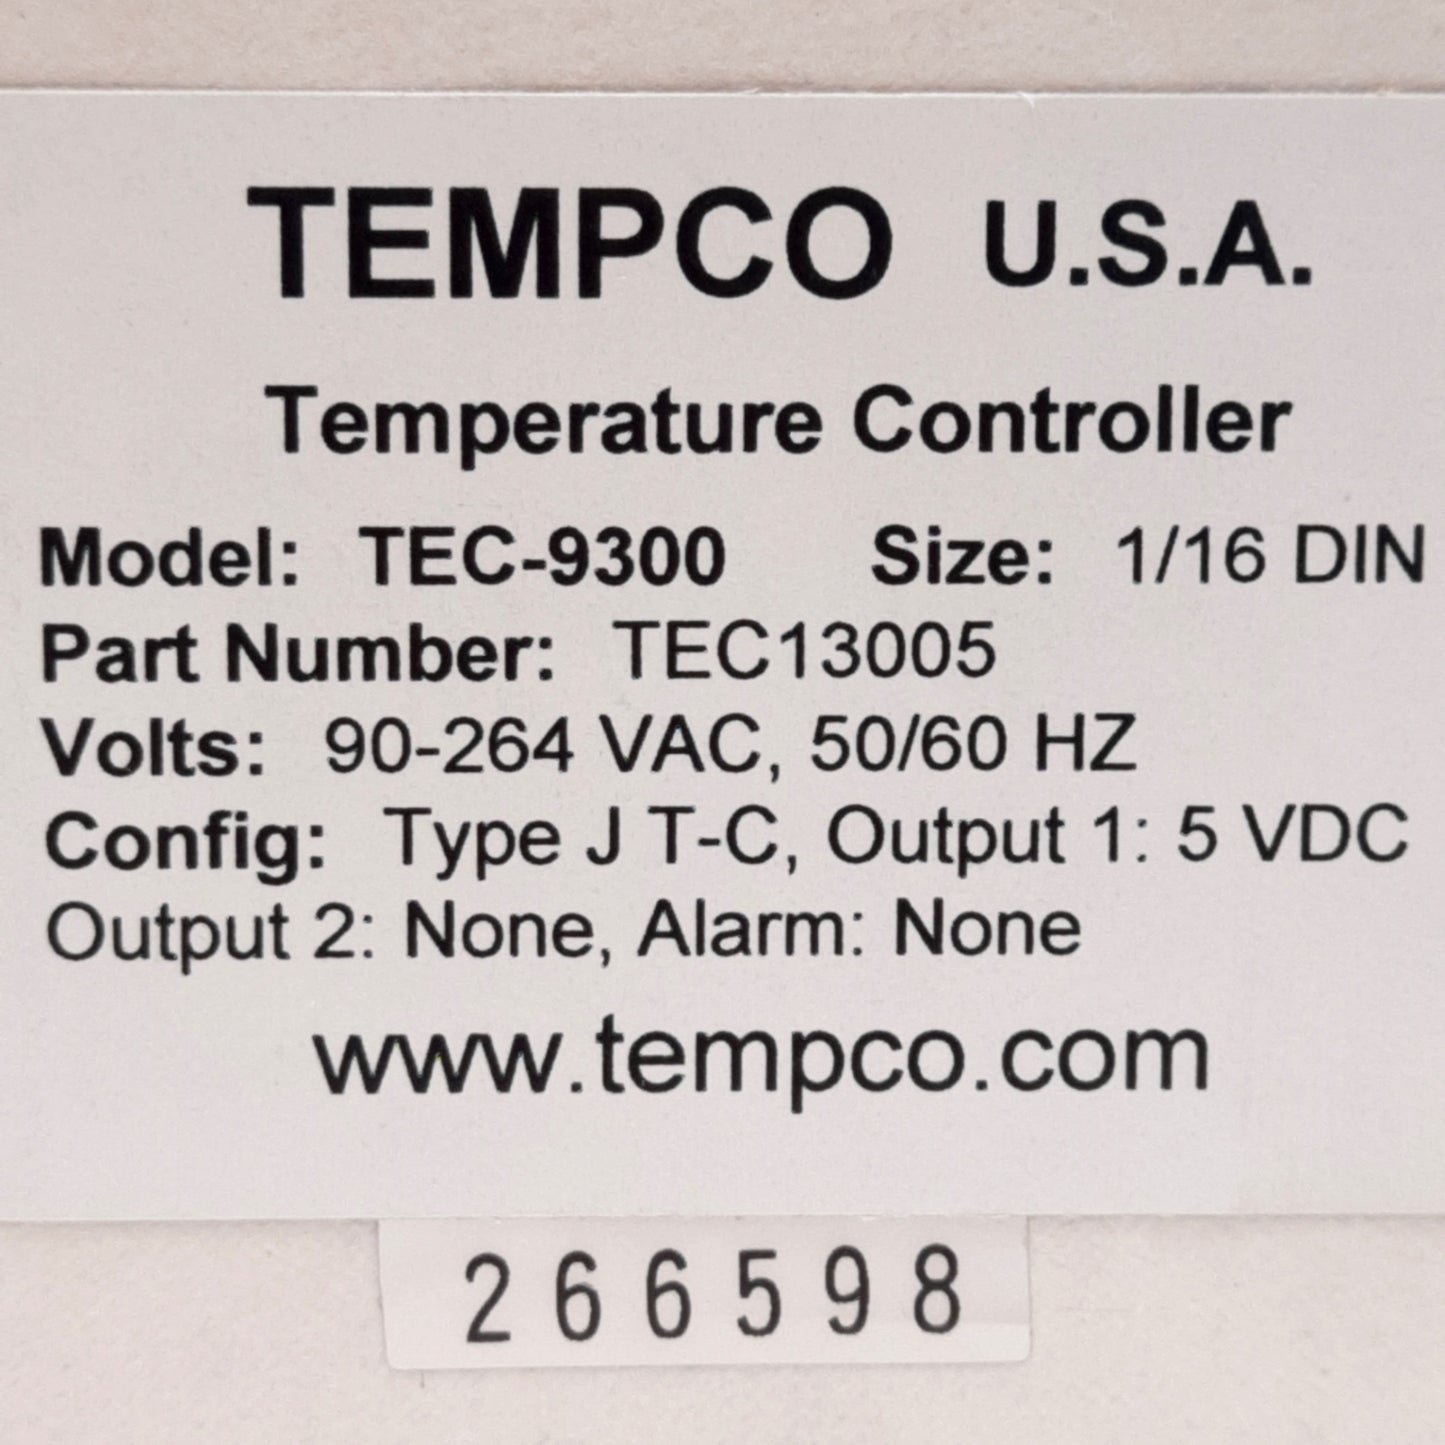 TEMPCO U.S.A.
Temperature Controller
Model: TEC-9300 Size: 1/16 DIN
Part Number: TEC13005
Volts: 90-264 VAC, 50/60 HZ
Config: Type J T-C, Output 1: 5 VDC
Output 2: None, Alarm: None
www.tempco.com
266598